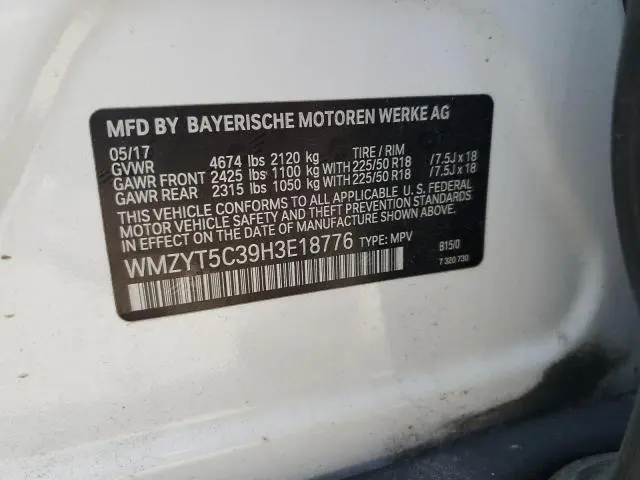 MFD BY BAYERISCHE MOTOREN WERKE AG
05/17 TIRE / RIM
GVWR 4674 lbs 2120 kg
GAWR FRONT 2425 lbs 1100 kg WITH 225/50 R18 /7.5J x 18
GAWR REAR 2315 lbs 1050 kg WITH 225/50 R18 /7.5J x 18
THIS VEHICLE CONFORMS TO ALL APPLICABLE U. S. FEDERAL
MOTOR VEHICLE SAFETY AND THEFT PREVENTION STANDARDS
IN EFFECT ON THE DATE OF MANUFACTURE SHOWN ABOVE.
WMZYT5C39H3E18776 TYPE: MPV B15/0
7 320 730